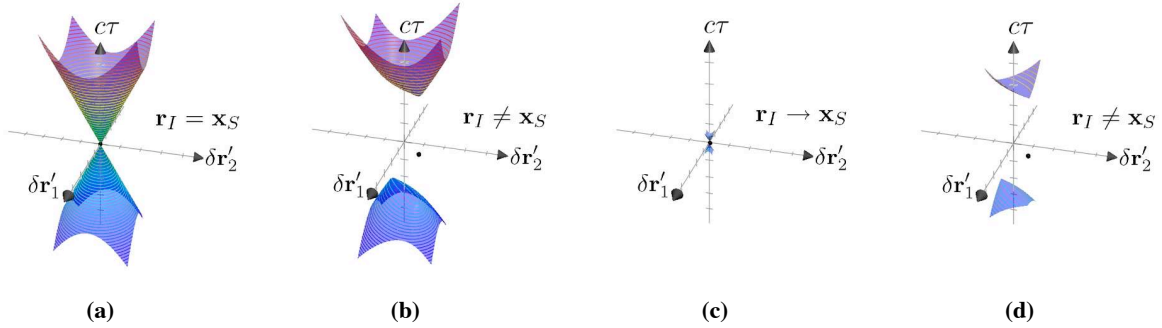 cτ
r_I = x_S
δr′_2
δr′_1
(a)
cτ
r_I ≠ x_S
δr′_2
δr′_1
(b)
cτ
r_I → x_S
δr′_2
δr′_1
(c)
cτ
r_I ≠ x_S
δr′_2
δr′_1
(d)